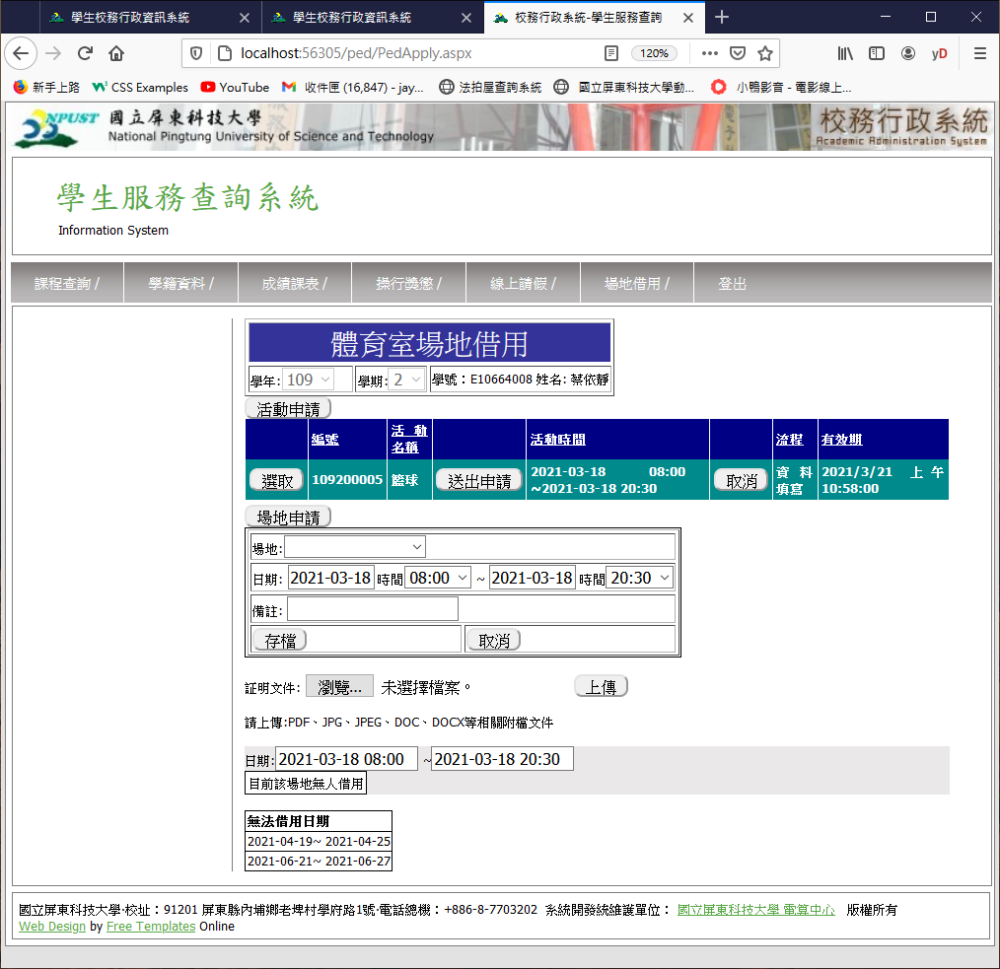 學生校務行政資訊系統
學生校務行政資訊系統
校務行政系統-學生服務查詢
localhost:56305/ped/PedApply.aspx
120%
yD
新手上路
CSS Examples
YouTube
收件匣 (16,847) - jay...
法拍屋查詢系統
國立屏東科技大學動...
小鴨影音 - 電影線上...
NPUST
國立屏東科技大學
National Pingtung University of Science and Technology
校務行政系統
Academic Administration System
學生服務查詢系統
Information System
課程查詢 /
學籍資料 /
成績課表 /
操行獎懲 /
線上請假 /
場地借用 /
登出
體育室場地借用
學年: 109
學期: 2
學號：E10664008 姓名: 蔡依靜
活動申請
編號
活動
名稱
活動時間
流程
有效期
選取
109200005
籃球
送出申請
2021-03-18 08:00
~2021-03-18 20:30
取消
資料
填寫
2021/3/21 上午
10:58:00
場地申請
場地:
日期: 2021-03-18 時間 08:00 ~ 2021-03-18 時間 20:30
備註:
存檔
取消
証明文件: 瀏覽... 未選擇檔案。
上傳
請上傳:PDF、JPG、JPEG、DOC、DOCX等相關附檔文件
日期: 2021-03-18 08:00 ~ 2021-03-18 20:30
目前該場地無人借用
無法借用日期
2021-04-19~ 2021-04-25
2021-06-21~ 2021-06-27
國立屏東科技大學‧校址：91201 屏東縣內埔鄉老埤村學府路1號‧電話總機：+886-8-7703202 系統開發統維護單位： 國立屏東科技大學 電算中心 版權所有
Web Design by Free Templates Online